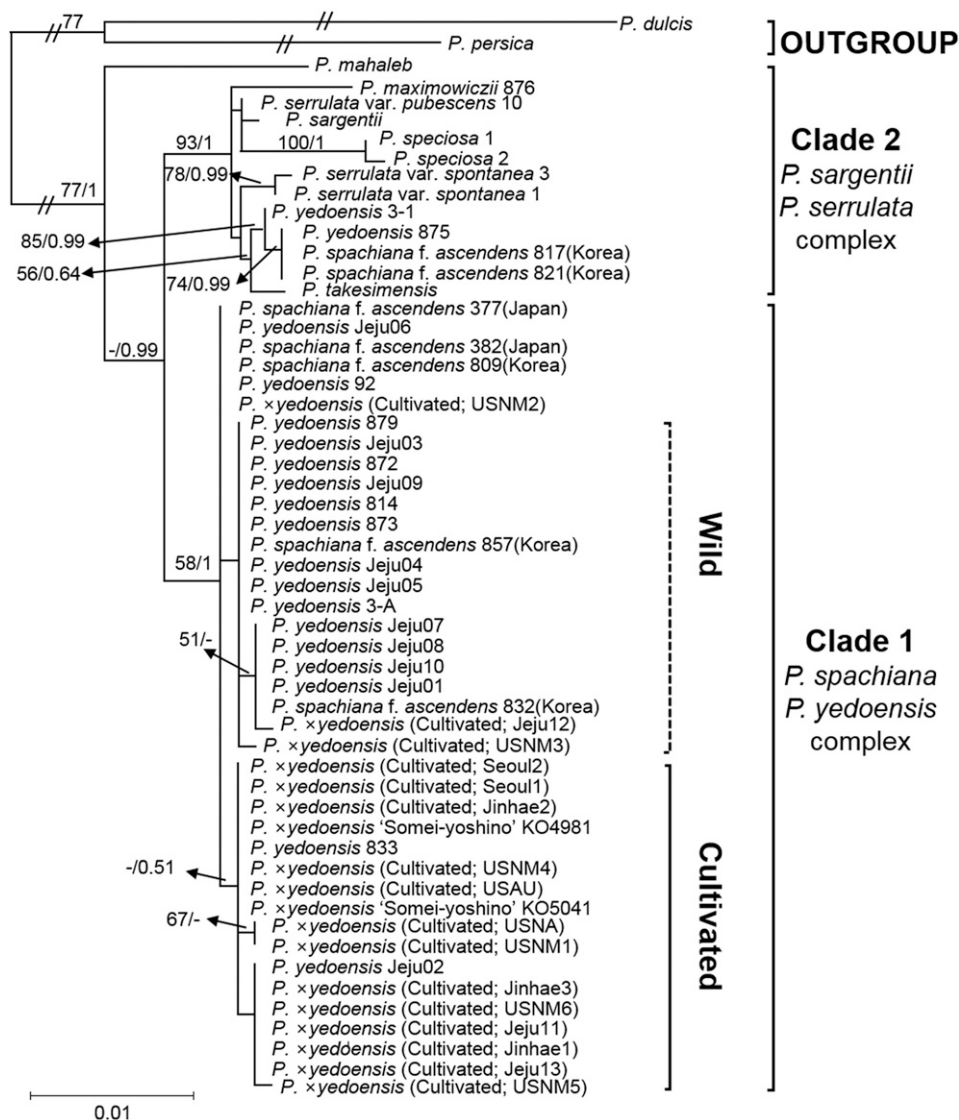 77
P. dulcis
P. persica
OUTGROUP
P. mahaleb
P. maximowiczii 876
P. serrulata var. pubescens 10
P. sargentii
93/1
100/1
P. speciosa 1
P. speciosa 2
Clade 2
P. sargentii
P. serrulata
complex
78/0.99
P. serrulata var. spontanea 3
P. serrulata var. spontanea 1
77/1
P. yedoensis 3-1
85/0.99
P. yedoensis 875
P. spachiana f. ascendens 817(Korea)
56/0.64
P. spachiana f. ascendens 821(Korea)
74/0.99
P. takesimensis
P. spachiana f. ascendens 377(Japan)
P. yedoensis Jeju06
-/0.99
P. spachiana f. ascendens 382(Japan)
P. spachiana f. ascendens 809(Korea)
P. yedoensis 92
P. ×yedoensis (Cultivated; USNM2)
P. yedoensis 879
P. yedoensis Jeju03
P. yedoensis 872
P. yedoensis Jeju09
P. yedoensis 814
P. yedoensis 873
P. spachiana f. ascendens 857(Korea)
Wild
58/1
P. yedoensis Jeju04
P. yedoensis Jeju05
P. yedoensis 3-A
P. yedoensis Jeju07
51/-
P. yedoensis Jeju08
P. yedoensis Jeju10
P. yedoensis Jeju01
P. spachiana f. ascendens 832(Korea)
P. ×yedoensis (Cultivated; Jeju12)
P. ×yedoensis (Cultivated; USNM3)
Clade 1
P. spachiana
P. yedoensis
complex
P. ×yedoensis (Cultivated; Seoul2)
P. ×yedoensis (Cultivated; Seoul1)
P. ×yedoensis (Cultivated; Jinhae2)
P. ×yedoensis ‘Somei-yoshino’ KO4981
P. yedoensis 833
-/0.51
P. ×yedoensis (Cultivated; USNM4)
P. ×yedoensis (Cultivated; USAU)
P. ×yedoensis ‘Somei-yoshino’ KO5041
67/-
P. ×yedoensis (Cultivated; USNA)
P. ×yedoensis (Cultivated; USNM1)
Cultivated
P. yedoensis Jeju02
P. ×yedoensis (Cultivated; Jinhae3)
P. ×yedoensis (Cultivated; USNM6)
P. ×yedoensis (Cultivated; Jeju11)
P. ×yedoensis (Cultivated; Jinhae1)
P. ×yedoensis (Cultivated; Jeju13)
P. ×yedoensis (Cultivated; USNM5)
0.01